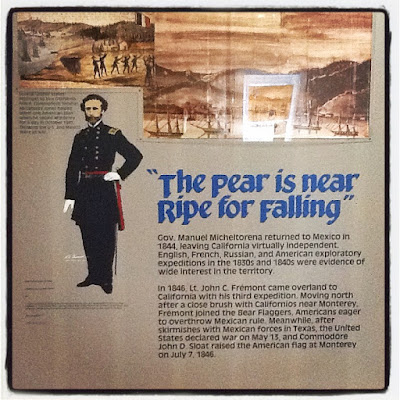 "The Pear is near
Ripe for Falling"
Gov. Manuel Micheltorena returned to Mexico in
1844, leaving California virtually independent.
English, French, Russian, and American exploratory
expeditions in the 1830s and 1840s were evidence of
wide interest in the territory.
In 1846, Lt. John C. Frémont came overland to
California with his third expedition. Moving north
after a close brush with Californios near Monterey,
Frémont joined the Bear Flaggers, Americans eager
to overthrow Mexican rule. Meanwhile, after
skirmishes with Mexican forces in Texas, the United
States declared war on May 13, and Commodore
John D. Sloat raised the American flag at Monterey
on July 7, 1846.